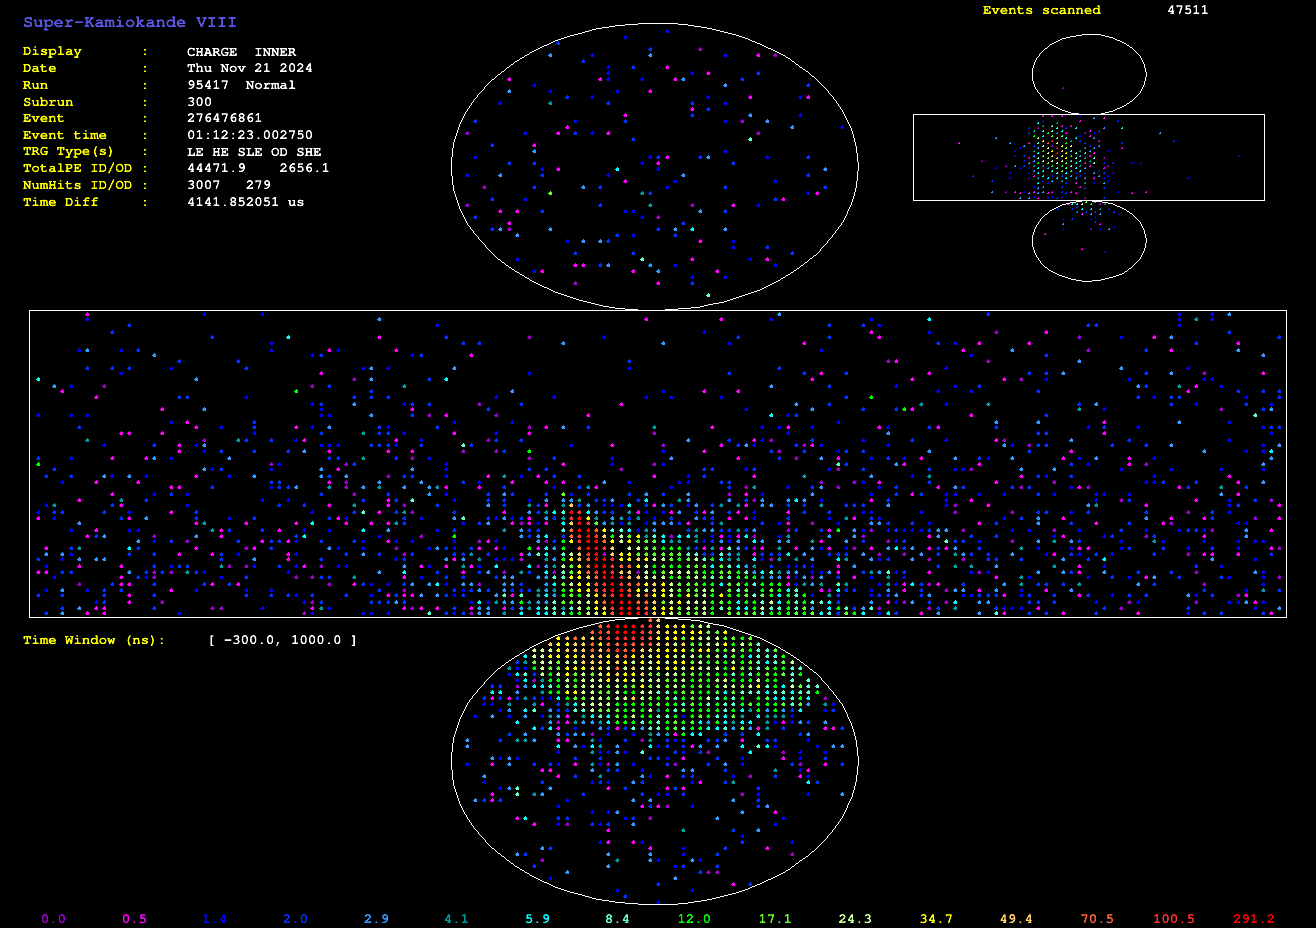 Super-Kamiokande VIII
Events scanned 47511
Display : CHARGE INNER
Date : Thu Nov 21 2024
Run : 95417 Normal
Subrun : 300
Event : 276476861
Event time : 01:12:23.002750
TRG Type(s) : LE HE SLE OD SHE
TotalPE ID/OD : 44471.9 2656.1
NumHits ID/OD : 3007 279
Time Diff : 4141.852051 us
Time Window (ns): [ -300.0, 1000.0 ]
0.0 0.5 1.4 2.0 2.9 4.1 5.9 8.4 12.0 17.1 24.3 34.7 49.4 70.5 100.5 291.2